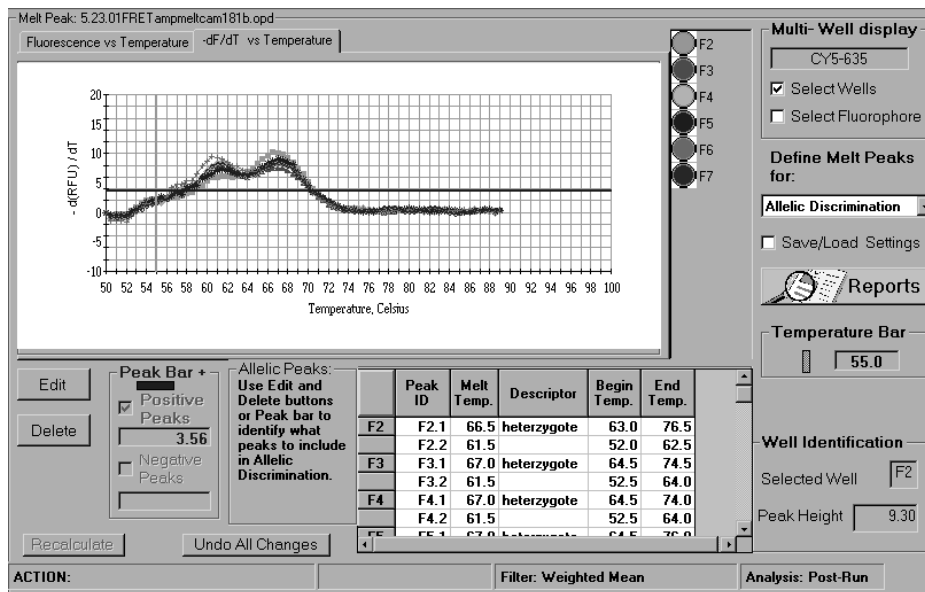 Melt Peak: 5.23.01FRETampmeltcam181b.opd
Fluorescence vs Temperature
-dF/dT vs Temperature
- d(RFU) / dT
20
15
10
5
0
-5
-10
50 52 54 56 58 60 61 62 64 66 68 70 72 74 76 78 80 82 84 86 88 90 92 94 96 98 100
Temperature, Celsius
F2
F3
F4
F5
F6
F7
Multi- Well display
CY5-635
Select Wells
Select Fluorophore
Define Melt Peaks
for:
Allelic Discrimination
Save/Load Settings
Reports
Temperature Bar
55.0
Edit
Delete
Peak Bar +
Positive
Peaks
3.56
Negative
Peaks
Allelic Peaks:
Use Edit and
Delete buttons
or Peak bar to
identify what
peaks to include
in Allelic
Discrimination.
Peak ID Melt Temp. Descriptor Begin Temp. End Temp.
F2 F2.1 66.5 heterzygote 63.0 76.5
F2.2 61.5 52.0 62.5
F3 F3.1 67.0 heterzygote 64.5 74.5
F3.2 61.5 52.5 64.0
F4 F4.1 67.0 heterzygote 64.5 74.0
F4.2 61.5 52.5 64.0
Well Identification
Selected Well F2
Peak Height 9.30
Recalculate
Undo All Changes
ACTION:
Filter: Weighted Mean
Analysis: Post-Run